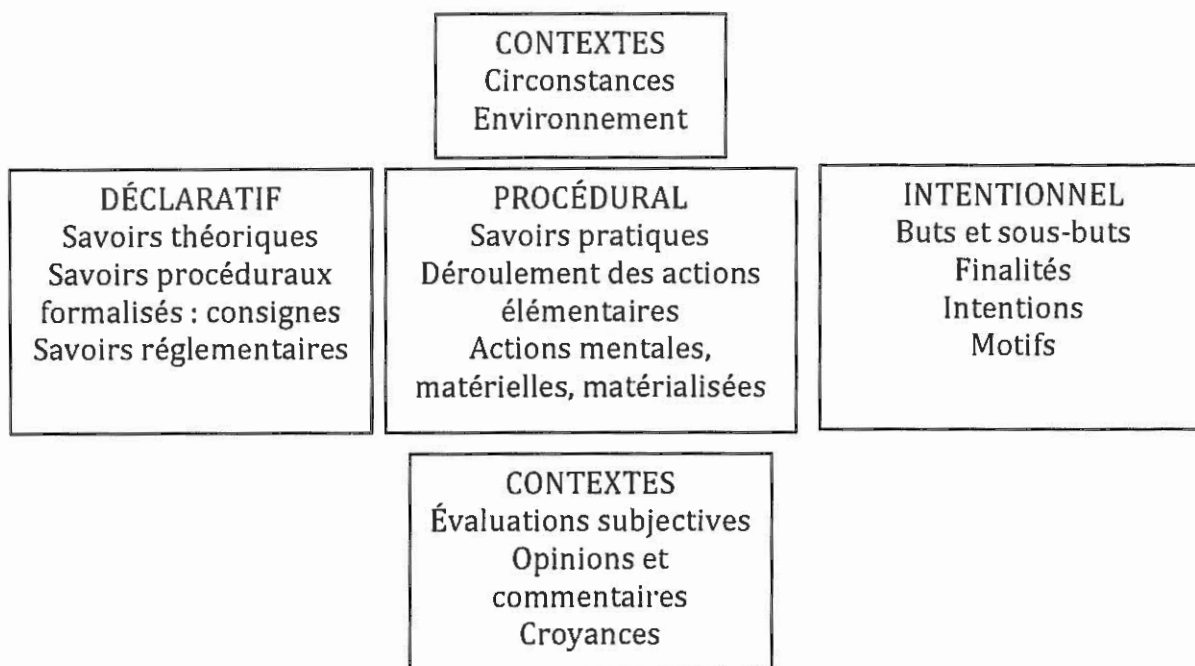 CONTEXTES
Circonstances
Environnement
DÉCLARATIF
Savoirs théoriques
Savoirs procéduraux
formalisés : consignes
Savoirs réglementaires
PROCÉDURAL
Savoirs pratiques
Déroulement des actions
élémentaires
Actions mentales,
matérielles, matérialisées
INTENTIONNEL
Buts et sous-buts
Finalités
Intentions
Motifs
CONTEXTES
Évaluations subjectives
Opinions et
commentaires
Croyances